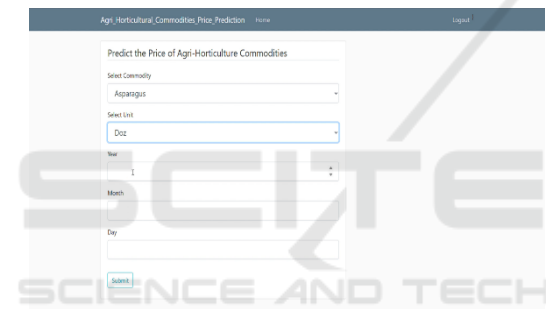 Agri_Horticultural_Commodities_Price_Prediction Home Logout
Predict the Price of Agri-Horticulture Commodities
Select Commodity
Asparagus
Select Unit
Doz
Year
Month
Day
Submit
SCITE
SCIENCE AND TECH